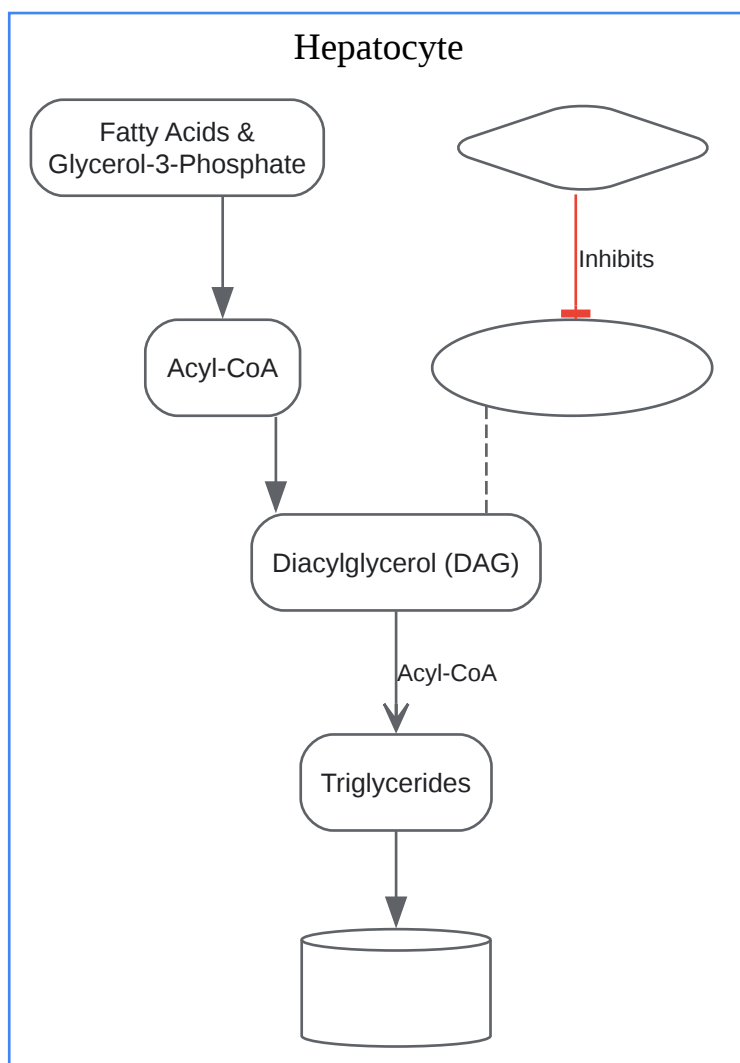 Hepatocyte
Fatty Acids &
Glycerol-3-Phosphate
Inhibits
Acyl-CoA
Diacylglycerol (DAG)
Acyl-CoA
Triglycerides